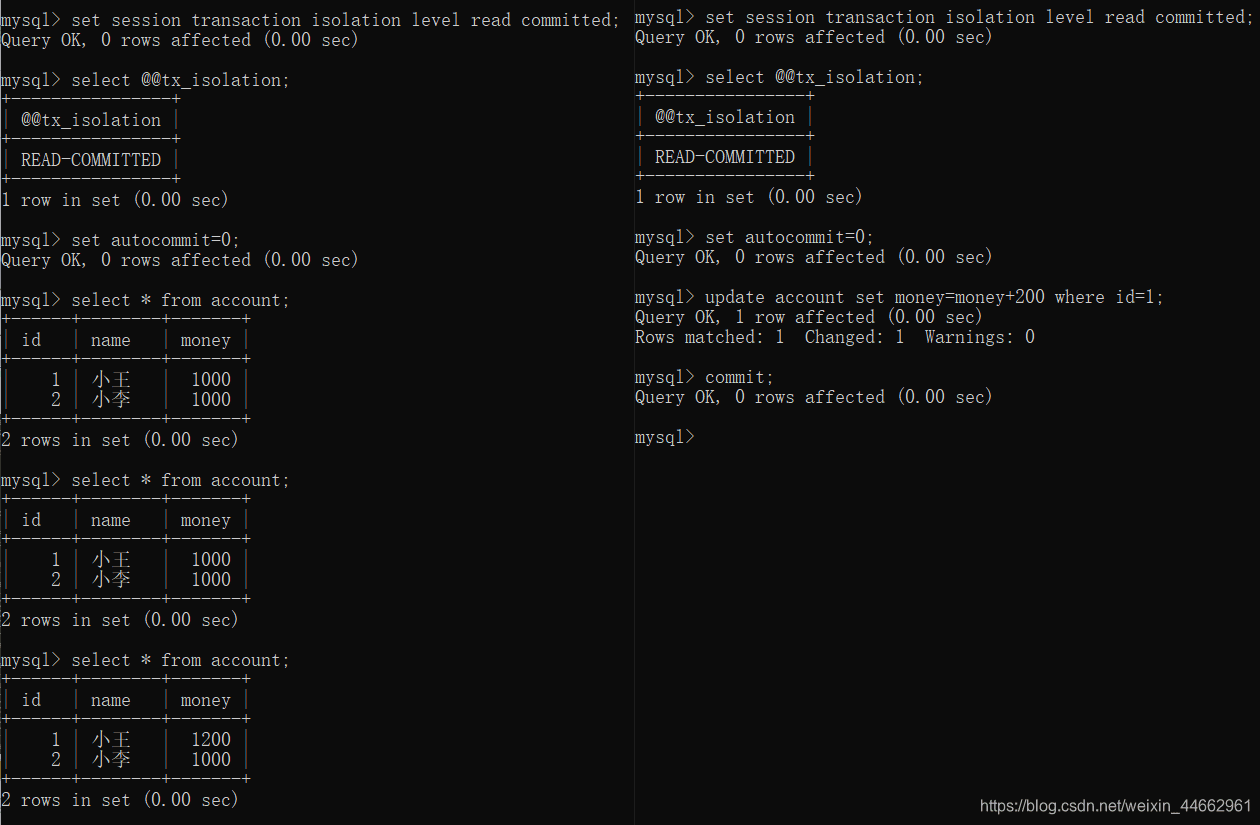 mysql> set session transaction isolation level read committed;
Query OK, 0 rows affected (0.00 sec)

mysql> select @@tx_isolation;
+----------------+
| @@tx_isolation |
+----------------+
| READ-COMMITTED |
+----------------+
1 row in set (0.00 sec)

mysql> set autocommit=0;
Query OK, 0 rows affected (0.00 sec)

mysql> select * from account;
+------+--------+-------+
| id   | name   | money |
+------+--------+-------+
|    1 | 小王   |  1000 |
|    2 | 小李   |  1000 |
+------+--------+-------+
2 rows in set (0.00 sec)

mysql> select * from account;
+------+--------+-------+
| id   | name   | money |
+------+--------+-------+
|    1 | 小王   |  1000 |
|    2 | 小李   |  1000 |
+------+--------+-------+
2 rows in set (0.00 sec)

mysql> select * from account;
+------+--------+-------+
| id   | name   | money |
+------+--------+-------+
|    1 | 小王   |  1200 |
|    2 | 小李   |  1000 |
+------+--------+-------+
2 rows in set (0.00 sec)

mysql> set session transaction isolation level read committed;
Query OK, 0 rows affected (0.00 sec)

mysql> select @@tx_isolation;
+----------------+
| @@tx_isolation |
+----------------+
| READ-COMMITTED |
+----------------+
1 row in set (0.00 sec)

mysql> set autocommit=0;
Query OK, 0 rows affected (0.00 sec)

mysql> update account set money=money+200 where id=1;
Query OK, 1 row affected (0.00 sec)
Rows matched: 1  Changed: 1  Warnings: 0

mysql> commit;
Query OK, 0 rows affected (0.00 sec)

mysql>
https://blog.csdn.net/weixin_44662961